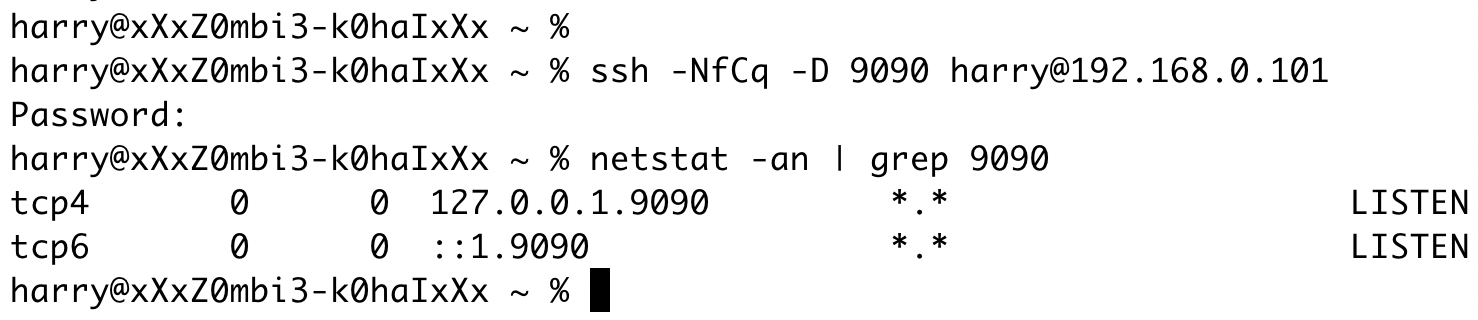 harry@xXxZ0mbi3-k0haIxXx ~ %
harry@xXxZ0mbi3-k0haIxXx ~ % ssh -NfCq -D 9090 harry@192.168.0.101
Password:
harry@xXxZ0mbi3-k0haIxXx ~ % netstat -an | grep 9090
tcp4       0      0  127.0.0.1.9090         *.*                    LISTEN
tcp6       0      0  ::1.9090               *.*                    LISTEN
harry@xXxZ0mbi3-k0haIxXx ~ %